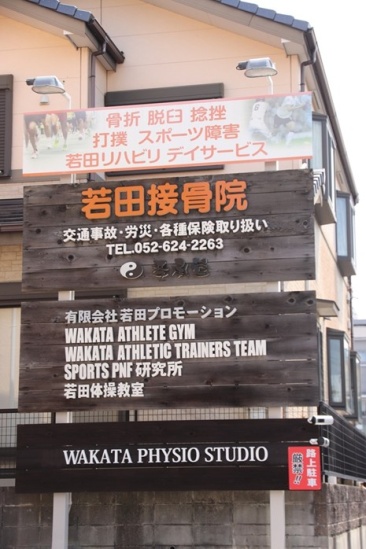 骨折 脱臼 捻挫
打撲 スポーツ障害
若田リハビリ デイサービス
若田接骨院
交通事故・労災・各種保険取り扱い
TEL.052-624-2263
有限会社 若田プロモーション
WAKATA ATHLETE GYM
WAKATA ATHLETIC TRAINERS TEAM
SPORTS PNF 研究所
若田体操教室
WAKATA PHYSIO STUDIO
路上駐車
厳禁!!